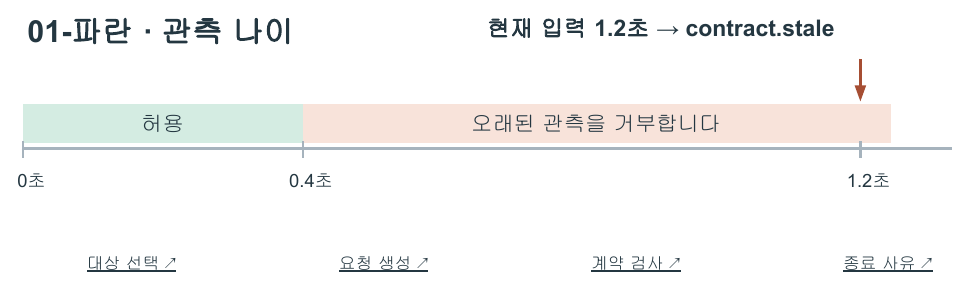 01-파란 · 관측 나이
현재 입력 1.2초 → contract.stale
허용
오래된 관측을 거부합니다
0초
0.4초
1.2초
대상 선택 ↗
요청 생성 ↗
계약 검사 ↗
종료 사유 ↗